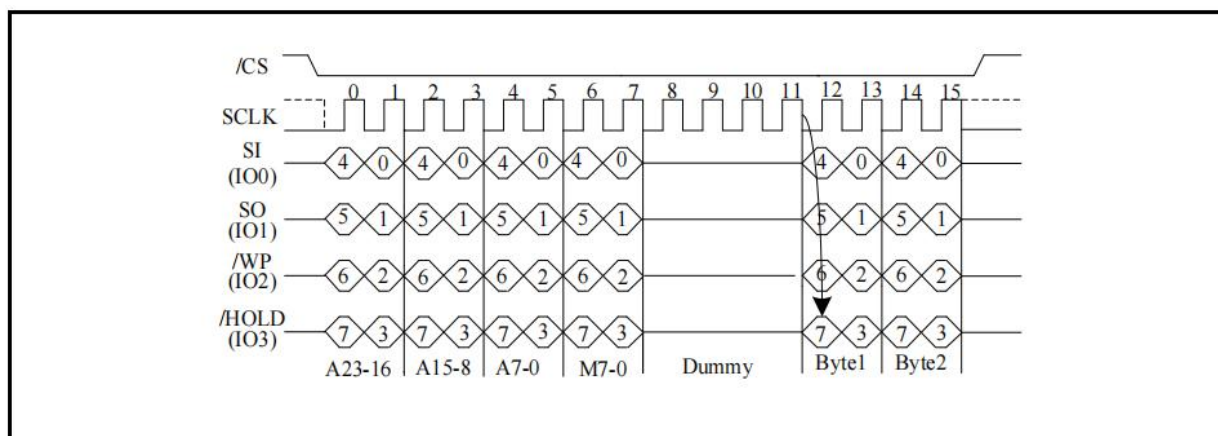 /CS
0 1 2 3 4 5 6 7 8 9 10 11 12 13 14 15
SCLK
SI
(IO0)
4 0 4 0 4 0 4 0 4 0 4 0
SO
(IO1)
5 1 5 1 5 1 5 1 5 1 5 1
/WP
(IO2)
6 2 6 2 6 2 6 2 6 2 6 2
/HOLD
(IO3)
7 3 7 3 7 3 7 3 7 3 7 3
A23-16 A15-8 A7-0 M7-0 Dummy Byte1 Byte2